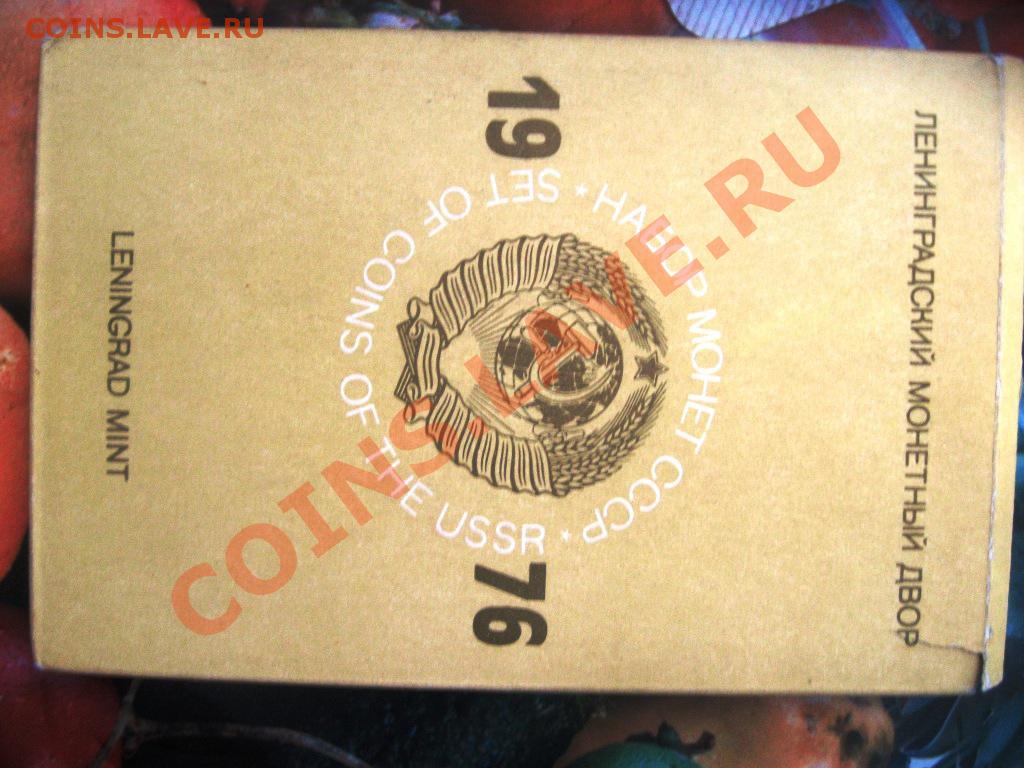 COINS.LAVE.RU
ЛЕНИНГРАДСКИЙ МОНЕТНЫЙ ДВОР
НАБОР МОНЕТ СССР
19 76
SET OF COINS OF THE USSR
LENINGRAD MINT
COINS.LAVE.RU